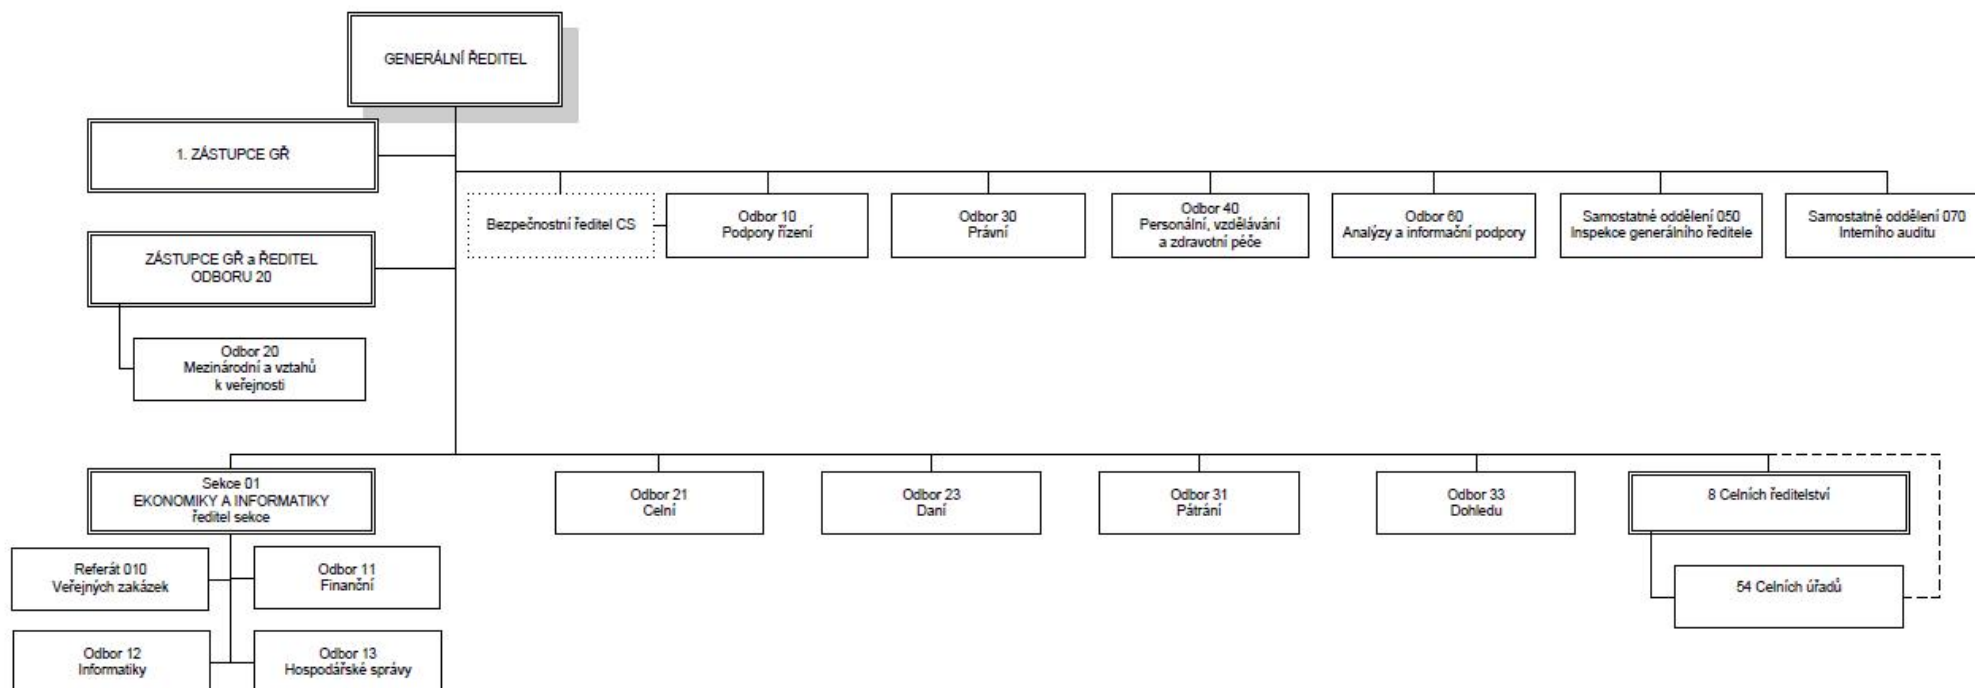 GENERÁLNÍ ŘEDITEL
1. ZÁSTUPCE GŘ
Bezpečnostní ředitel CS
Odbor 10
Podpory řízení
Odbor 30
Právní
Odbor 40
Personální, vzdělávání
a zdravotní péče
Odbor 60
Analýzy a informační podpory
Samostatné oddělení 050
Inspekce generálního ředitele
Samostatné oddělení 070
Interního auditu
ZÁSTUPCE GŘ a ŘEDITEL
ODBORU 20
Odbor 20
Mezinárodní a vztahů
k veřejnosti
Sekce 01
EKONOMIKY A INFORMATIKY
ředitel sekce
Odbor 21
Celní
Odbor 23
Daní
Odbor 31
Pátrání
Odbor 33
Dohledu
8 Celních ředitelství
Referát 010
Veřejných zakázek
Odbor 11
Finanční
54 Celních úřadů
Odbor 12
Informatiky
Odbor 13
Hospodářské správy